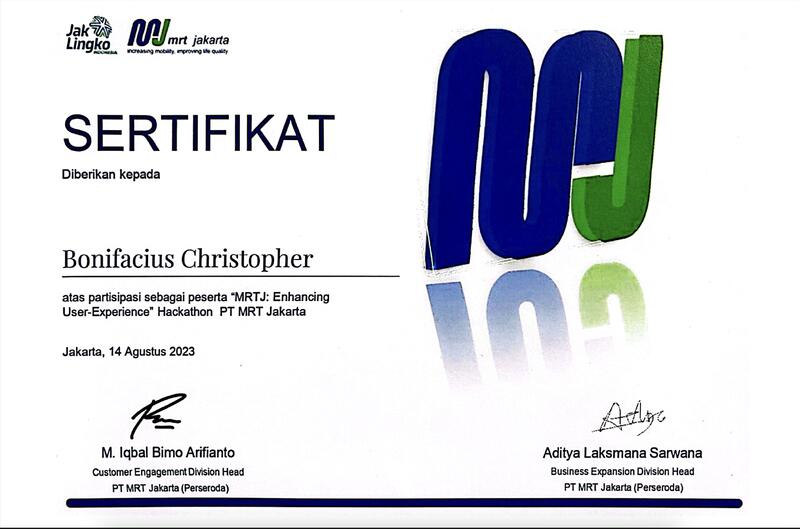 Jak
Lingko
INDONESIA
mrt jakarta
increasing mobility, improving life quality
SERTIFIKAT
Diberikan kepada
Bonifacius Christopher
atas partisipasi sebagai peserta “MRTJ: Enhancing
User-Experience” Hackathon PT MRT Jakarta
Jakarta, 14 Agustus 2023
M. Iqbal Bimo Arifianto
Customer Engagement Division Head
PT MRT Jakarta (Perseroda)
Aditya Laksmana Sarwana
Business Expansion Division Head
PT MRT Jakarta (Perseroda)